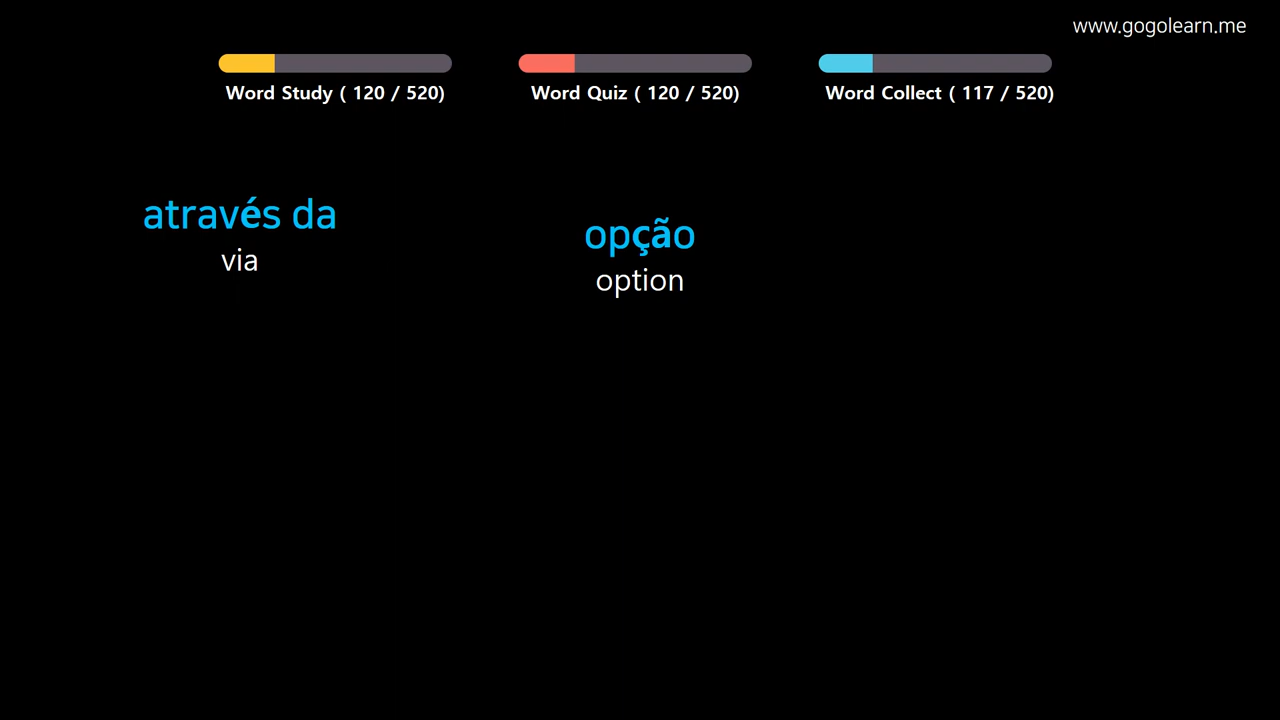 www.gogolearn.me
Word Study ( 120 / 520)
Word Quiz ( 120 / 520)
Word Collect ( 117 / 520)
através da
via
opção
option